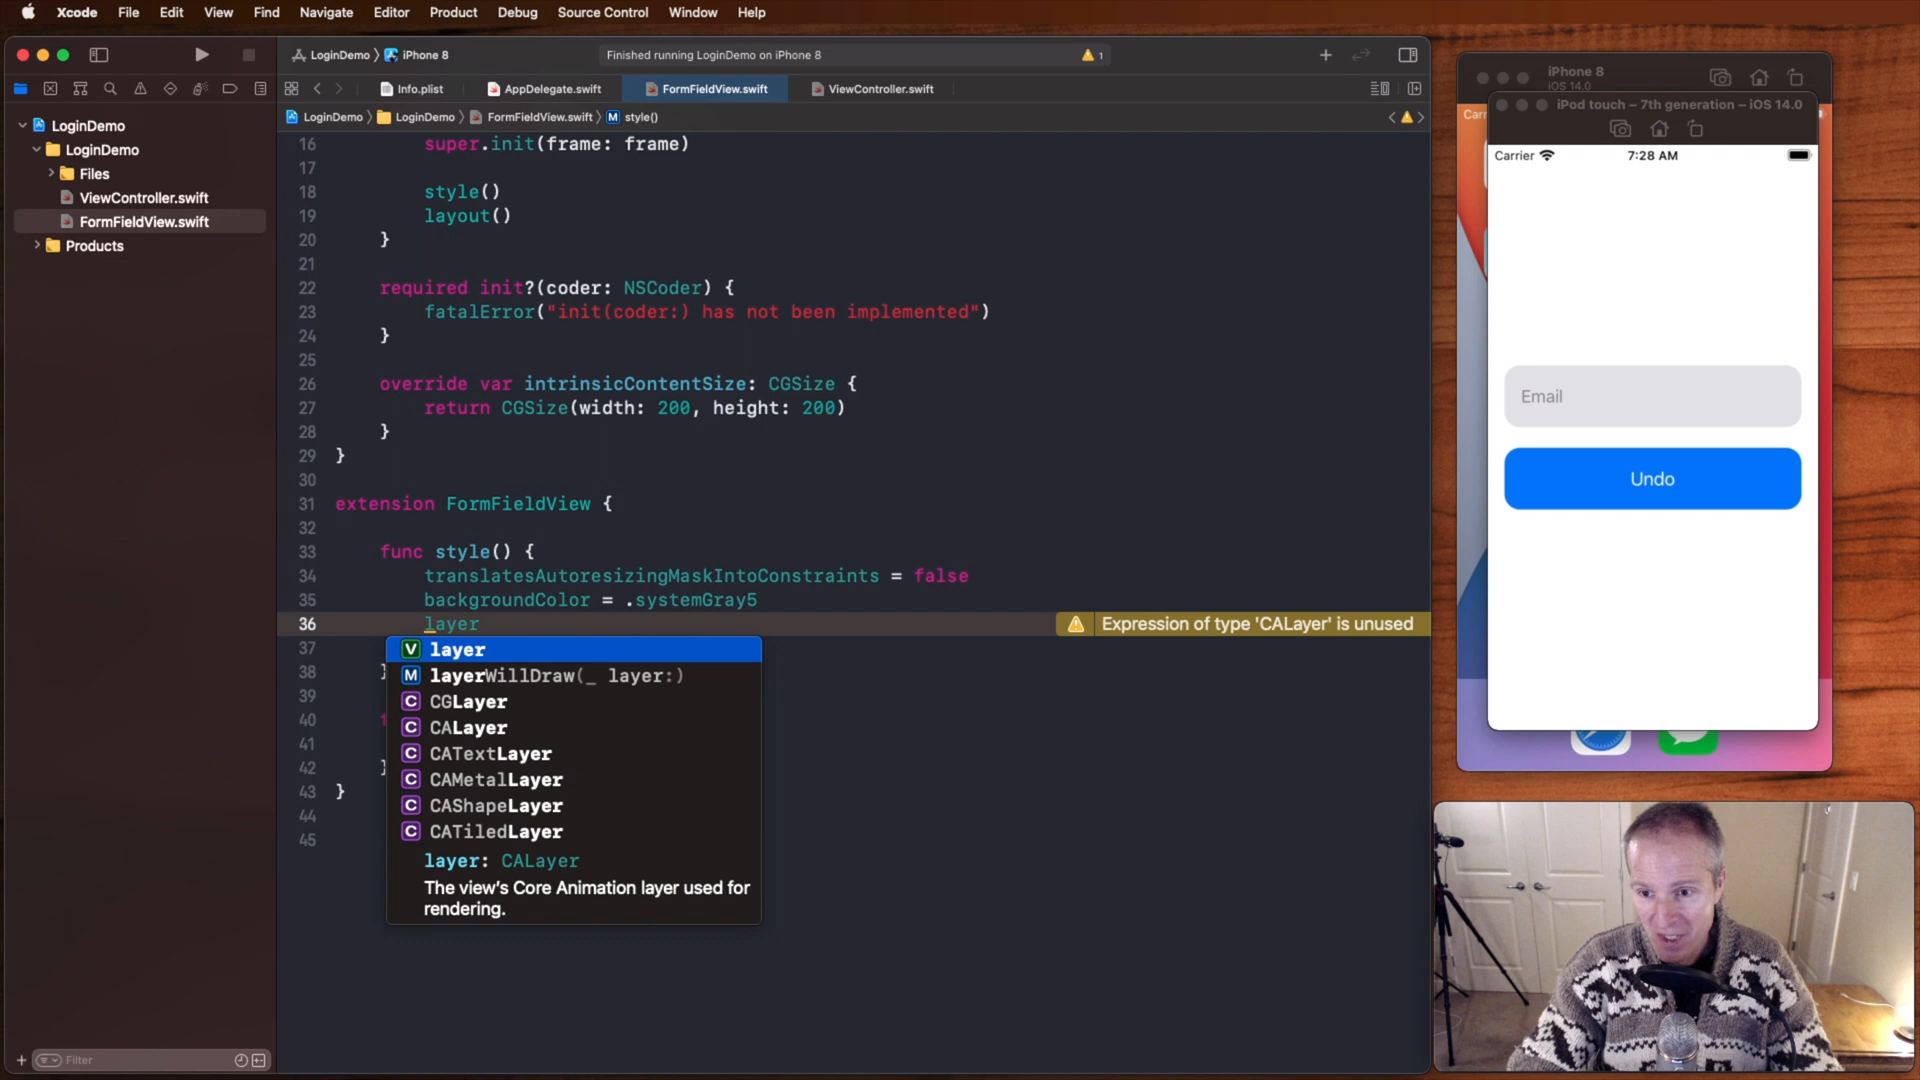 Xcode File Edit View Find Navigate Editor Product Debug Source Control Window Help
LoginDemo iPhone 8
Finished running LoginDemo on iPhone 8
1
Info.plist
AppDelegate.swift
FormFieldView.swift
ViewController.swift
LoginDemo
LoginDemo
Files
ViewController.swift
FormFieldView.swift
Products
Filter
LoginDemo LoginDemo FormFieldView.swift M style()
16 super.init(frame: frame)
17
18 style()
19 layout()
20 }
21
22 required init?(coder: NSCoder) {
23 fatalError("init(coder:) has not been implemented")
24 }
25
26 override var intrinsicContentSize: CGSize {
27 return CGSize(width: 200, height: 200)
28 }
29 }
30
31 extension FormFieldView {
32
33 func style() {
34 translatesAutoresizingMaskIntoConstraints = false
35 backgroundColor = .systemGray5
36 layer
Expression of type 'CALayer' is unused
37
38 }
39
40
41
42 }
43 }
44
45
V layer
M layerWillDraw(_ layer:)
C CGLayer
C CALayer
C CATextLayer
C CAMetalLayer
C CAShapeLayer
C CATiledLayer
layer: CALayer
The view's Core Animation layer used for
rendering.
iPhone 8
iOS 14.0
Carr
iPod touch – 7th generation – iOS 14.0
Carrier 7:28 AM
Email
Undo